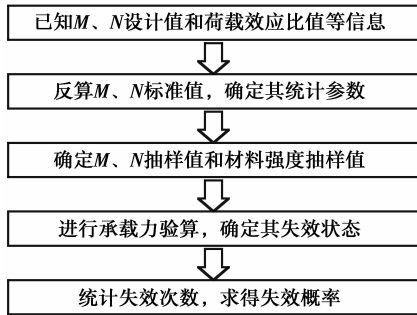 已知M、N设计值和荷载效应比值等信息
反算M、N标准值，确定其统计参数
确定M、N抽样值和材料强度抽样值
进行承载力验算，确定其失效状态
统计失效次数，求得失效概率